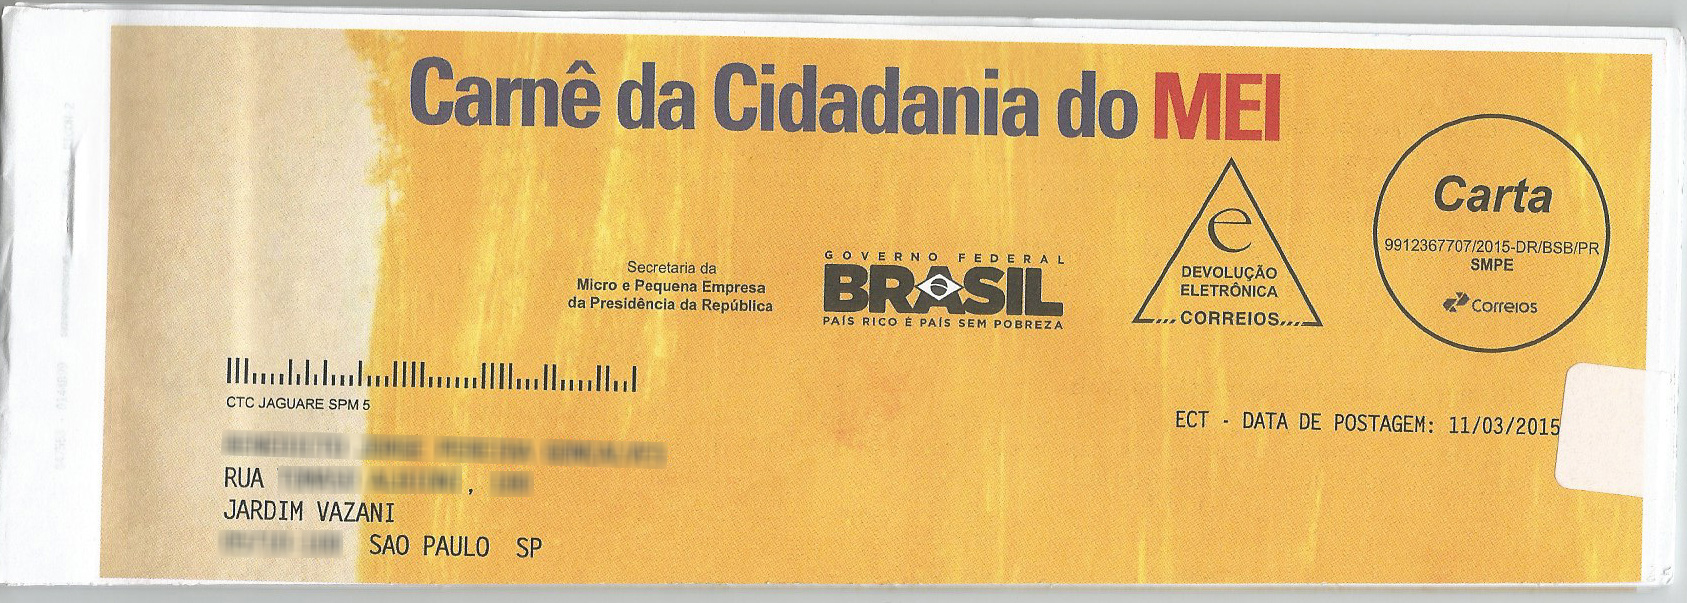 Carnê da Cidadania do MEI
Carta
9912367707/2015-DR/BSB/PR
SMPE
Correios
e
DEVOLUÇÃO
ELETRÔNICA
CORREIOS
Secretaria da
Micro e Pequena Empresa
da Presidência da República
GOVERNO FEDERAL
BRASIL
PAÍS RICO É PAÍS SEM POBREZA
CTC JAGUARE SPM 5
ECT - DATA DE POSTAGEM: 11/03/2015
RUA ,
JARDIM VAZANI
SAO PAULO SP